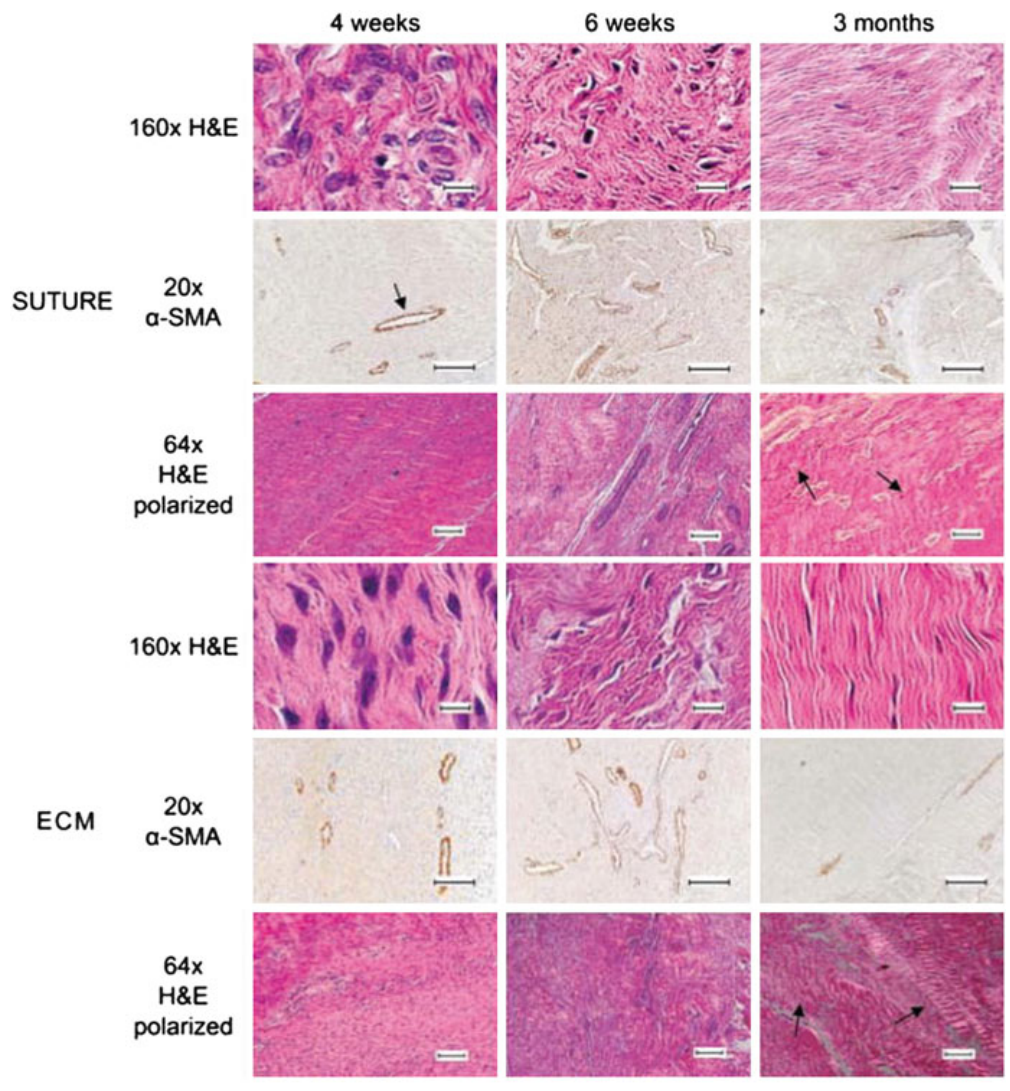 4 weeks 6 weeks 3 months
160x H&E
SUTURE
20x
α-SMA
64x
H&E
polarized
160x H&E
ECM
20x
α-SMA
64x
H&E
polarized